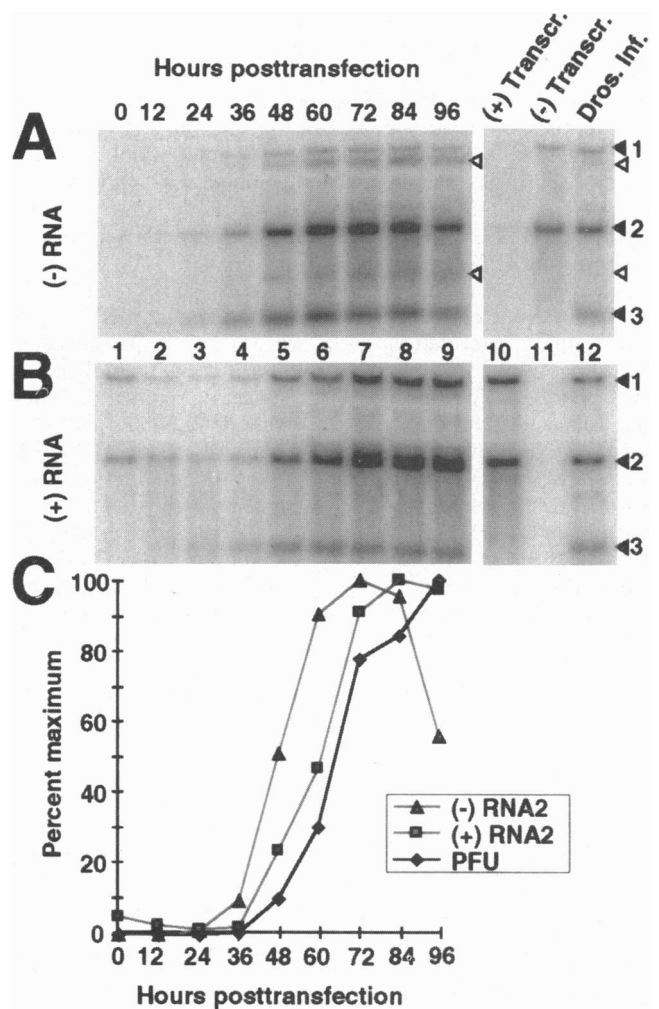 Hours posttransfection
(+) Transcr.
(-) Transcr.
Dros. Inf.
0 12 24 36 48 60 72 84 96
A
(-) RNA
1
2
3
1 2 3 4 5 6 7 8 9 10 11 12
B
(+) RNA
1
2
3
C
Percent maximum
100
80
60
40
20
0
(-) RNA2
(+) RNA2
PFU
0 12 24 36 48 60 72 84 96
Hours posttransfection